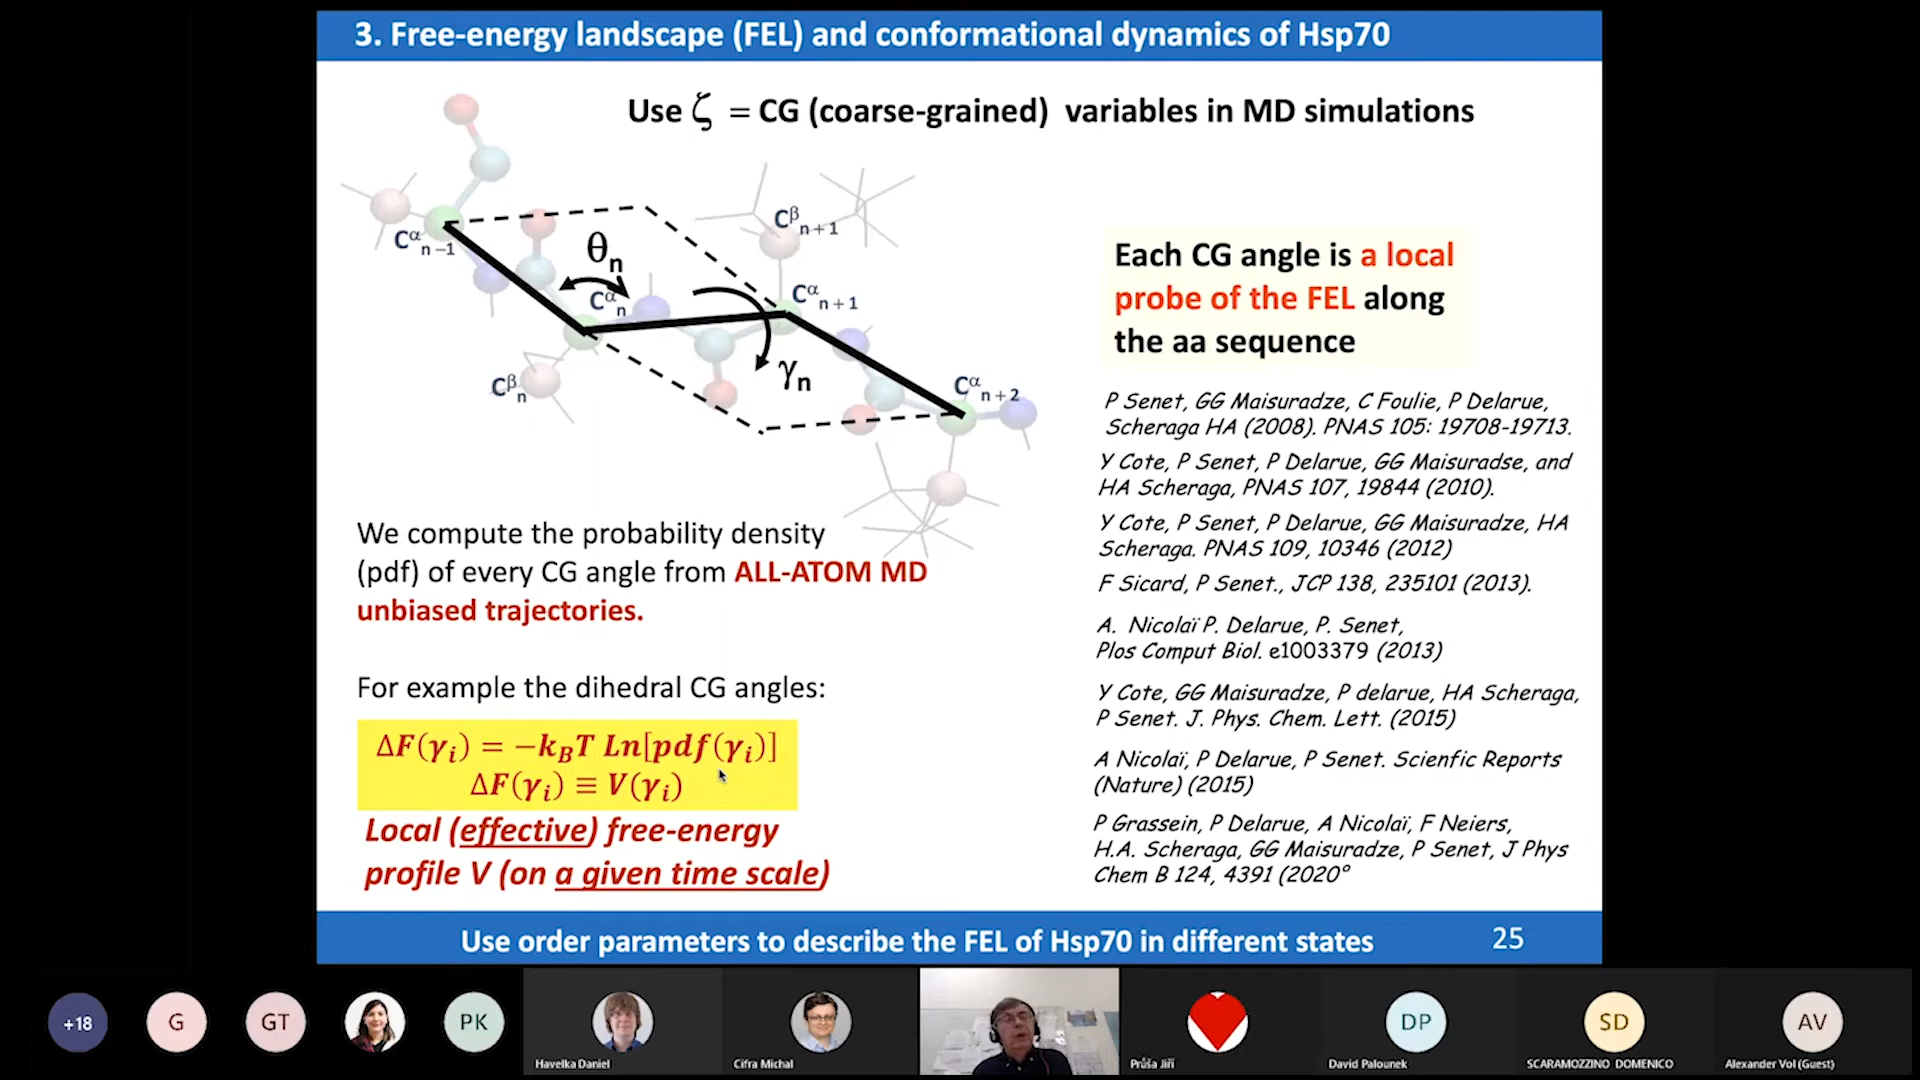 3. Free-energy landscape (FEL) and conformational dynamics of Hsp70
Use ζ = CG (coarse-grained) variables in MD simulations
Cα n−1
θn
Cα n
Cβ n+1
Cα n+1
γn
Cβ n
Cα n+2
Each CG angle is a local
probe of the FEL along
the aa sequence
P Senet, GG Maisuradze, C Foulie, P Delarue,
Scheraga HA (2008). PNAS 105: 19708-19713.
Y Cote, P Senet, P Delarue, GG Maisuradse, and
HA Scheraga, PNAS 107, 19844 (2010).
Y Cote, P Senet, P Delarue, GG Maisuradze, HA
Scheraga. PNAS 109, 10346 (2012)
F Sicard, P Senet., JCP 138, 235101 (2013).
A. Nicolaï P. Delarue, P. Senet,
Plos Comput Biol. e1003379 (2013)
Y Cote, GG Maisuradze, P delarue, HA Scheraga,
P Senet. J. Phys. Chem. Lett. (2015)
A Nicolaï, P Delarue, P Senet. Scienfic Reports
(Nature) (2015)
P Grassein, P Delarue, A Nicolaï, F Neiers,
H.A. Scheraga, GG Maisuradze, P Senet, J Phys
Chem B 124, 4391 (2020°
We compute the probability density
(pdf) of every CG angle from ALL-ATOM MD
unbiased trajectories.
For example the dihedral CG angles:
ΔF(γi) = −kBT Ln[pdf(γi)]
ΔF(γi) ≡ V(γi)
Local (effective) free-energy
profile V (on a given time scale)
Use order parameters to describe the FEL of Hsp70 in different states
25
+18
G
GT
PK
Havelka Daniel
Cifra Michal
Průša Jiří
DP
David Palounek
SD
SCARAMOZZINO DOMENICO
AV
Alexander Vol (Guest)